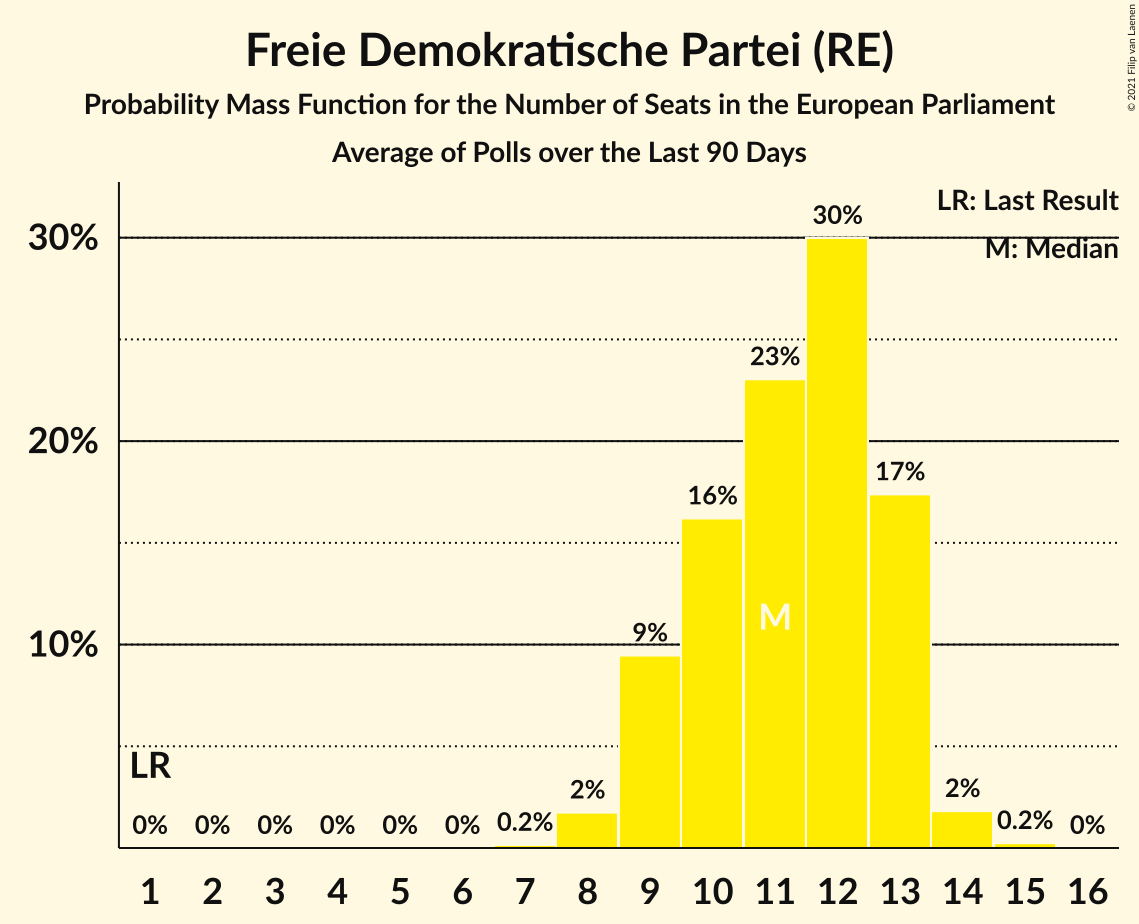 Freie Demokratische Partei (RE)
Probability Mass Function for the Number of Seats in the European Parliament
Average of Polls over the Last 90 Days
© 2021 Filip van Laenen
LR: Last Result
M: Median
30%
20%
10%
LR
M
0% 0% 0% 0% 0% 0% 0.2% 2% 9% 16% 23% 30% 17% 2% 0.2% 0%
1 2 3 4 5 6 7 8 9 10 11 12 13 14 15 16